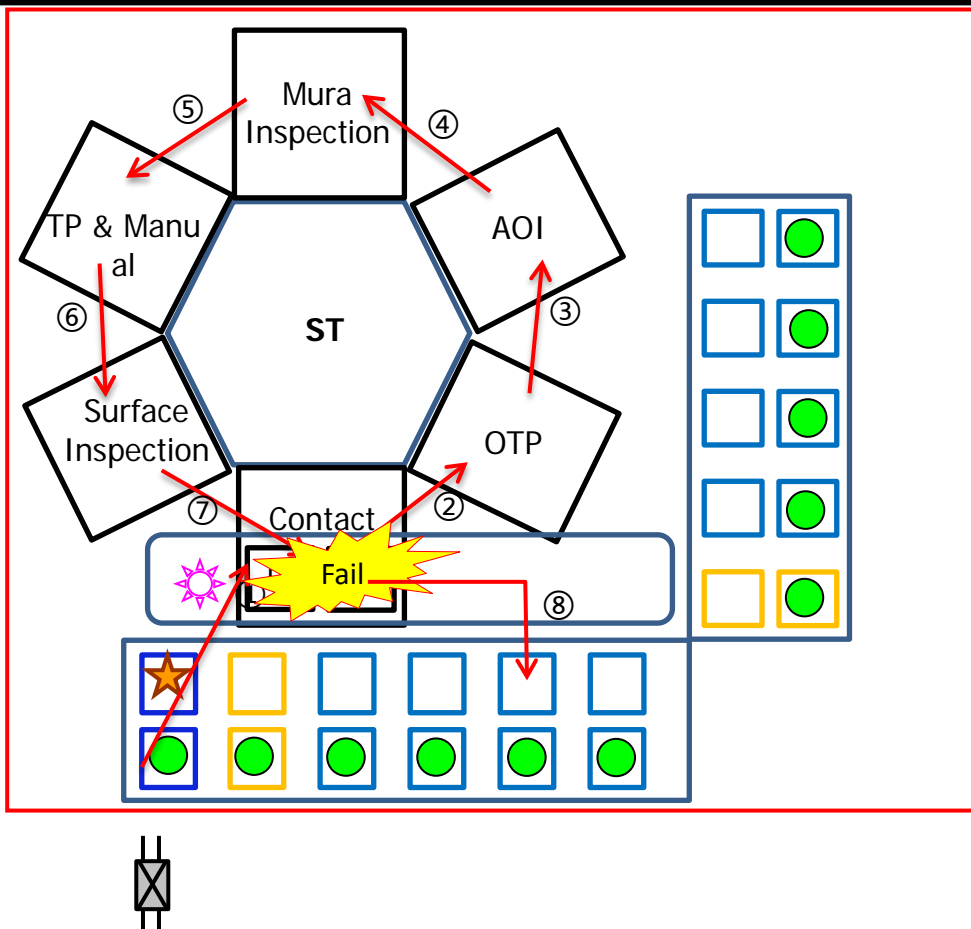 Mura
Inspection
⑤
④
TP & Manu
al
AOI
⑥
ST
③
Surface
Inspection
OTP
⑦
②
Contact
Fail
⑧